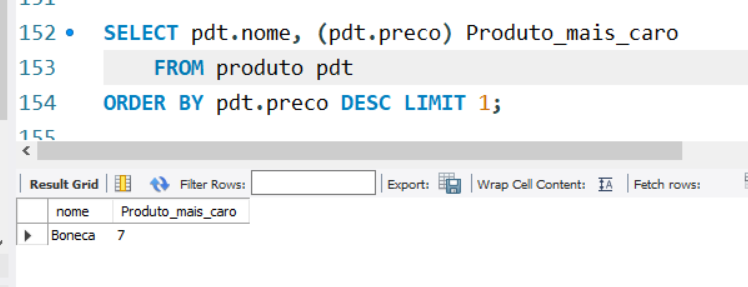 152 SELECT pdt.nome, (pdt.preco) Produto_mais_caro
153 FROM produto pdt
154 ORDER BY pdt.preco DESC LIMIT 1;
155
Result Grid Filter Rows: Export: Wrap Cell Content: Fetch rows:
nome Produto_mais_caro
Boneca 7